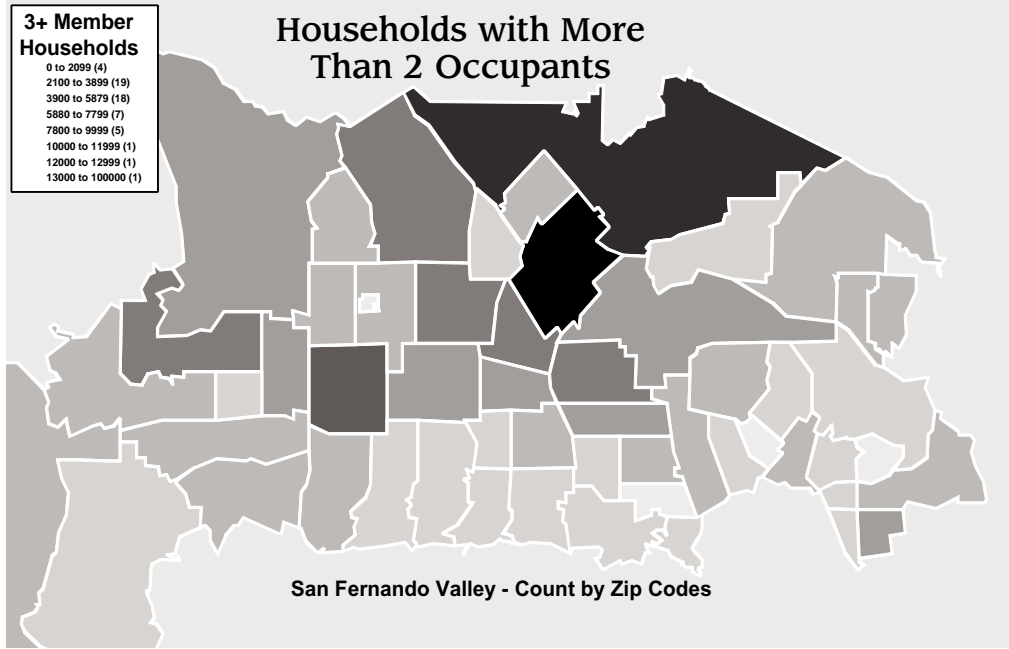 3+ Member
Households
0 to 2099 (4)
2100 to 3899 (19)
3900 to 5879 (18)
5880 to 7799 (7)
7800 to 9999 (5)
10000 to 11999 (1)
12000 to 12999 (1)
13000 to 100000 (1)
Households with More
Than 2 Occupants
San Fernando Valley - Count by Zip Codes